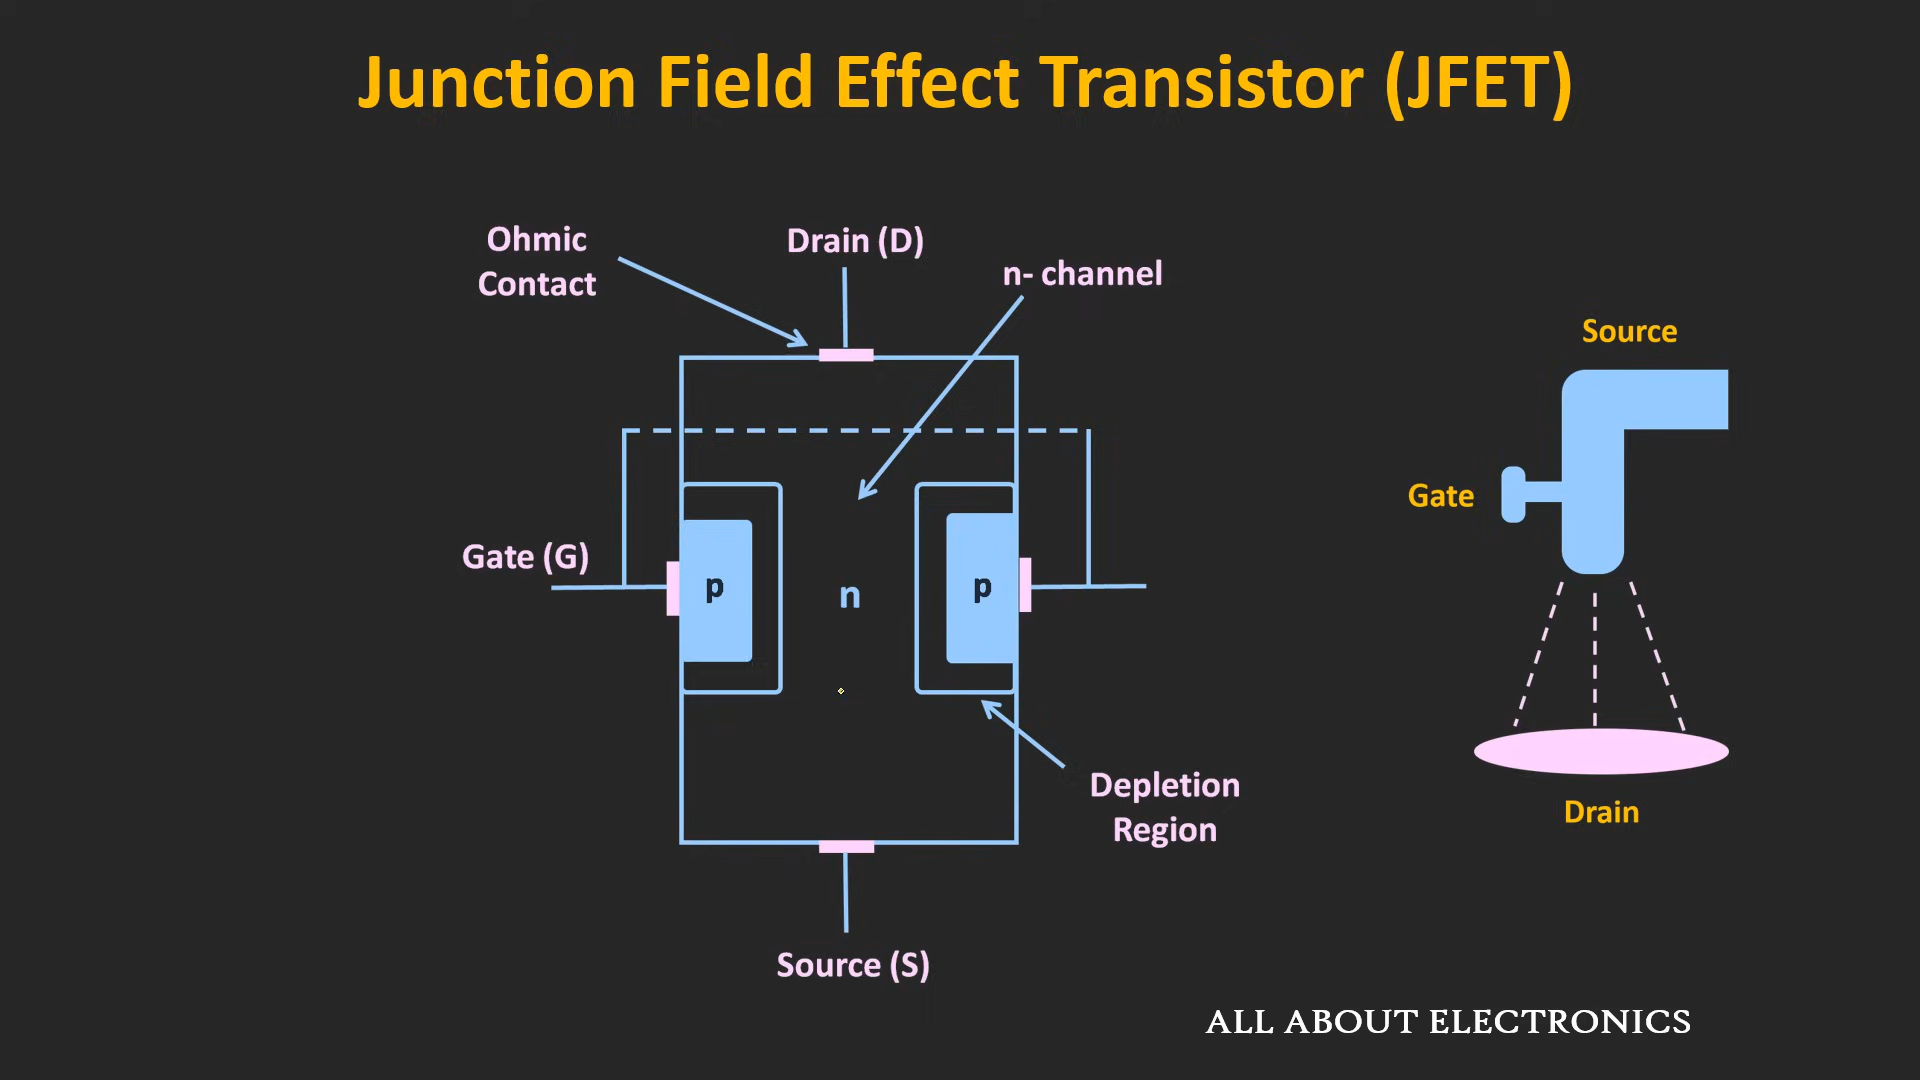 Junction Field Effect Transistor (JFET)
Ohmic
Contact
Drain (D)
n- channel
Gate (G)
p
n
p
Depletion
Region
Source (S)
Source
Gate
Drain
ALL ABOUT ELECTRONICS